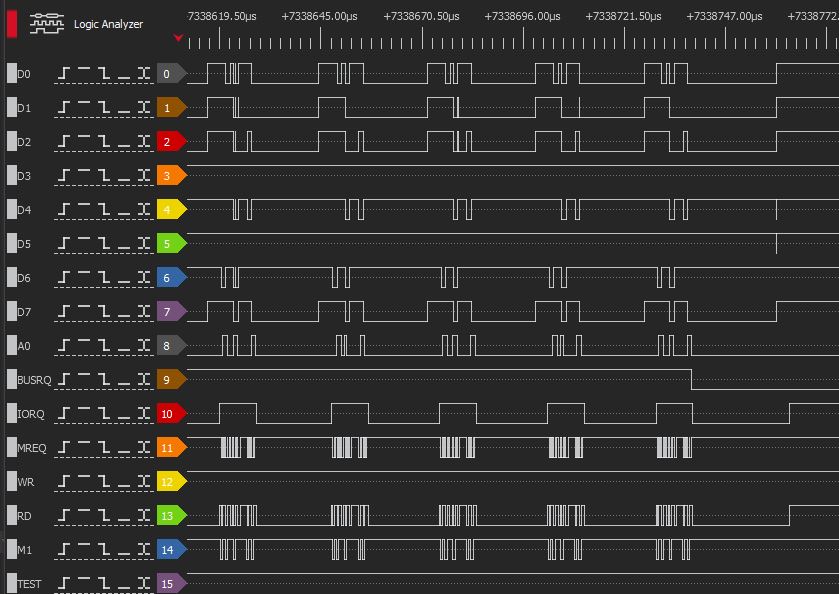 Logic Analyzer
7338619.50µs +7338645.00µs +7338670.50µs +7338696.00µs +7338721.50µs +7338747.00µs +7338772.
D0 0
D1 1
D2 2
D3 3
D4 4
D5 5
D6 6
D7 7
A0 8
BUSRQ 9
IORQ 10
MREQ 11
WR 12
RD 13
M1 14
TEST 15